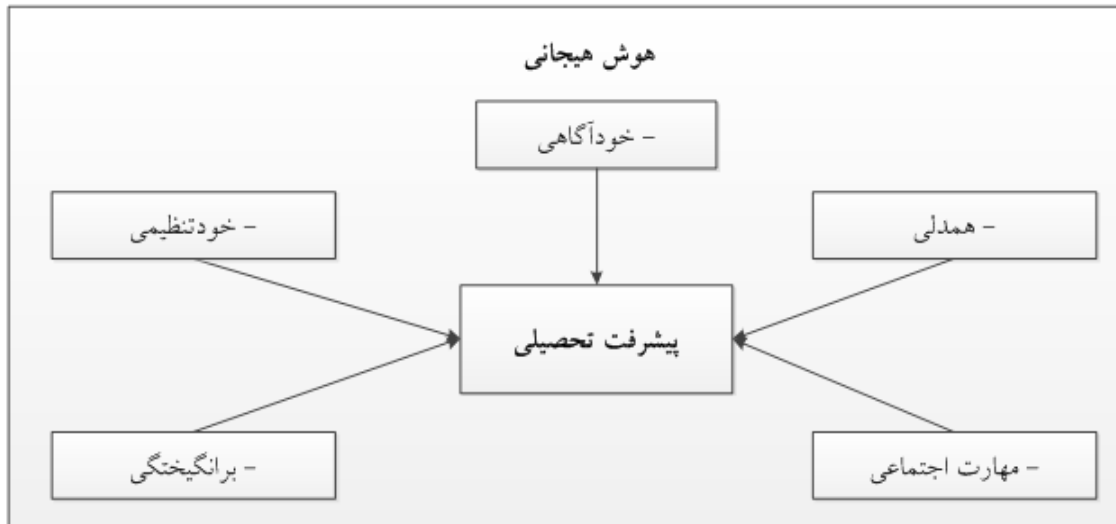 هوش هیجانی
- خودآگاهی
- همدلی
- خودتنظیمی
پیشرفت تحصیلی
- مهارت اجتماعی
- برانگیختگی